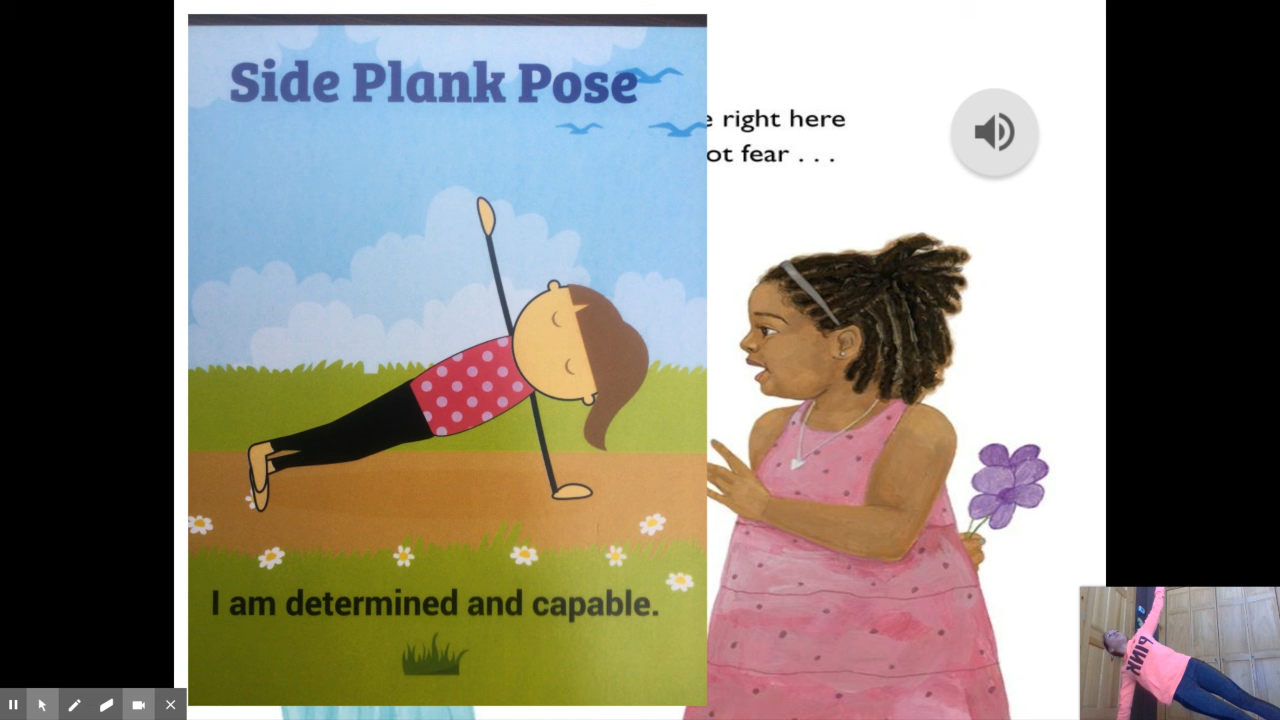 Side Plank Pose
e right here
ot fear . . .
I am determined and capable.
PINK